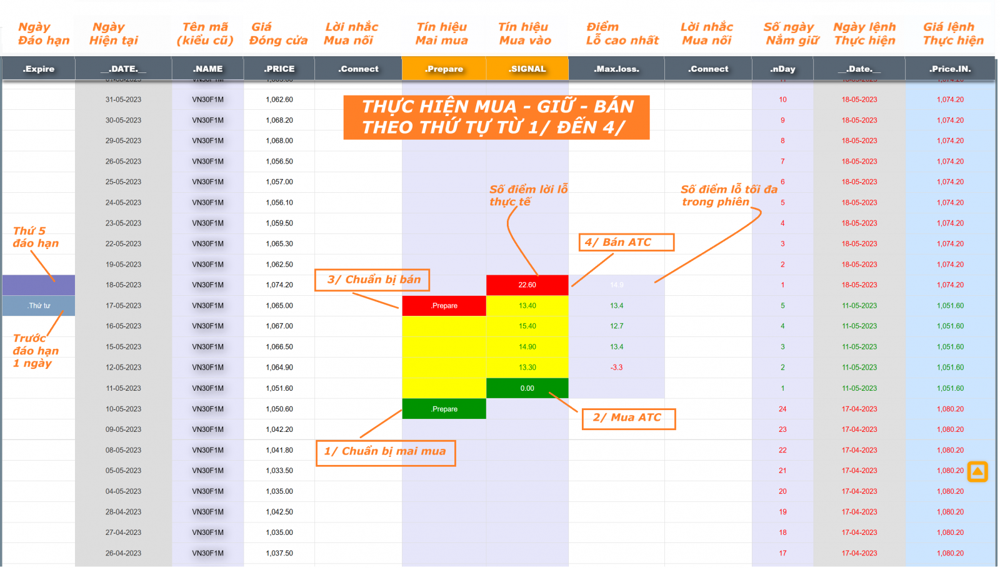 Ngày Ngày Tên mã Giá Lời nhắc Tín hiệu Tín hiệu Điểm Lời nhắc Số ngày Ngày lệnh Giá lệnh
Đáo hạn Hiện tại (kiểu cũ) Đóng cửa Mua nối Mai mua Mua vào Lỗ cao nhất Mua nối Nắm giữ Thực hiện Thực hiện
.Expire __.DATE.__ .NAME .PRICE .Connect .Prepare .SIGNAL .Max.loss. .Connect .nDay __.Date.__ .Price.IN.
31-05-2023 VN30F1M 1,062.60 10 18-05-2023 1,074.20
THỰC HIỆN MUA - GIỮ - BÁN
30-05-2023 VN30F1M 1,068.20 9 18-05-2023 1,074.20
THEO THỨ TỰ TỪ 1/ ĐẾN 4/
29-05-2023 VN30F1M 1,068.00 8 18-05-2023 1,074.20
26-05-2023 VN30F1M 1,056.50 7 18-05-2023 1,074.20
25-05-2023 VN30F1M 1,057.00 6 18-05-2023 1,074.20
Số điểm lời lỗ
thực tế
Số điểm lỗ tối đa
trong phiên
24-05-2023 VN30F1M 1,056.10 5 18-05-2023 1,074.20
23-05-2023 VN30F1M 1,059.50 4 18-05-2023 1,074.20
Thứ 5
đáo hạn
22-05-2023 VN30F1M 1,065.30 3 18-05-2023 1,074.20
4/ Bán ATC
19-05-2023 VN30F1M 1,062.50 2 18-05-2023 1,074.20
3/ Chuẩn bị bán
18-05-2023 VN30F1M 1,074.20 22.60 14.9 1 18-05-2023 1,074.20
.Thứ tư 17-05-2023 VN30F1M 1,065.00 .Prepare 13.40 13.4 5 11-05-2023 1,051.60
16-05-2023 VN30F1M 1,067.00 15.40 12.7 4 11-05-2023 1,051.60
Trước
đáo hạn
1 ngày
15-05-2023 VN30F1M 1,066.50 14.90 13.4 3 11-05-2023 1,051.60
12-05-2023 VN30F1M 1,064.90 13.30 -3.3 2 11-05-2023 1,051.60
11-05-2023 VN30F1M 1,051.60 0.00 1 11-05-2023 1,051.60
10-05-2023 VN30F1M 1,050.60 .Prepare 24 17-04-2023 1,080.20
2/ Mua ATC
09-05-2023 VN30F1M 1,042.20 23 17-04-2023 1,080.20
1/ Chuẩn bị mai mua
08-05-2023 VN30F1M 1,041.80 22 17-04-2023 1,080.20
05-05-2023 VN30F1M 1,033.50 21 17-04-2023 1,080.20
04-05-2023 VN30F1M 1,035.00 20 17-04-2023 1,080.20
28-04-2023 VN30F1M 1,042.50 19 17-04-2023 1,080.20
27-04-2023 VN30F1M 1,035.00 18 17-04-2023 1,080.20
26-04-2023 VN30F1M 1,037.50 17 17-04-2023 1,080.20